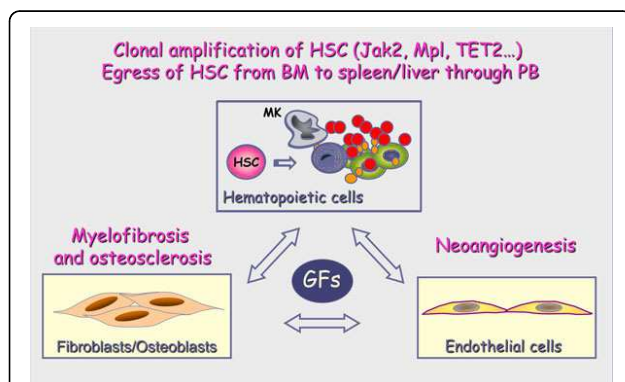 Clonal amplification of HSC (Jak2, Mpl, TET2...)
Egress of HSC from BM to spleen/liver through PB
MK
HSC
Hematopoietic cells
Myelofibrosis
and osteosclerosis
Neoangiogenesis
GFs
Fibroblasts/Osteoblasts
Endothelial cells